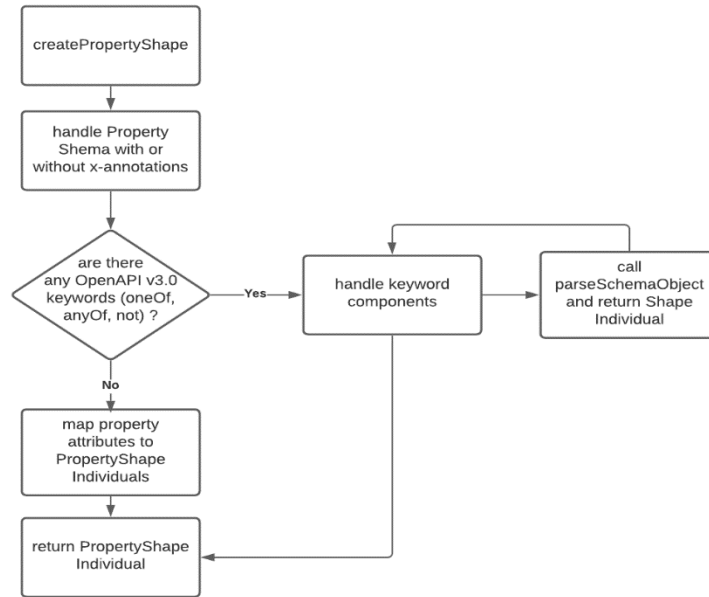 createPropertyShape
handle Property
Shema with or
without x-annotations
are there
any OpenAPI v3.0
keywords (oneOf,
anyOf, not) ?
Yes
handle keyword
components
call
parseSchemaObject
and return Shape
Individual
No
map property
attributes to
PropertyShape
Individuals
return PropertyShape
Individual